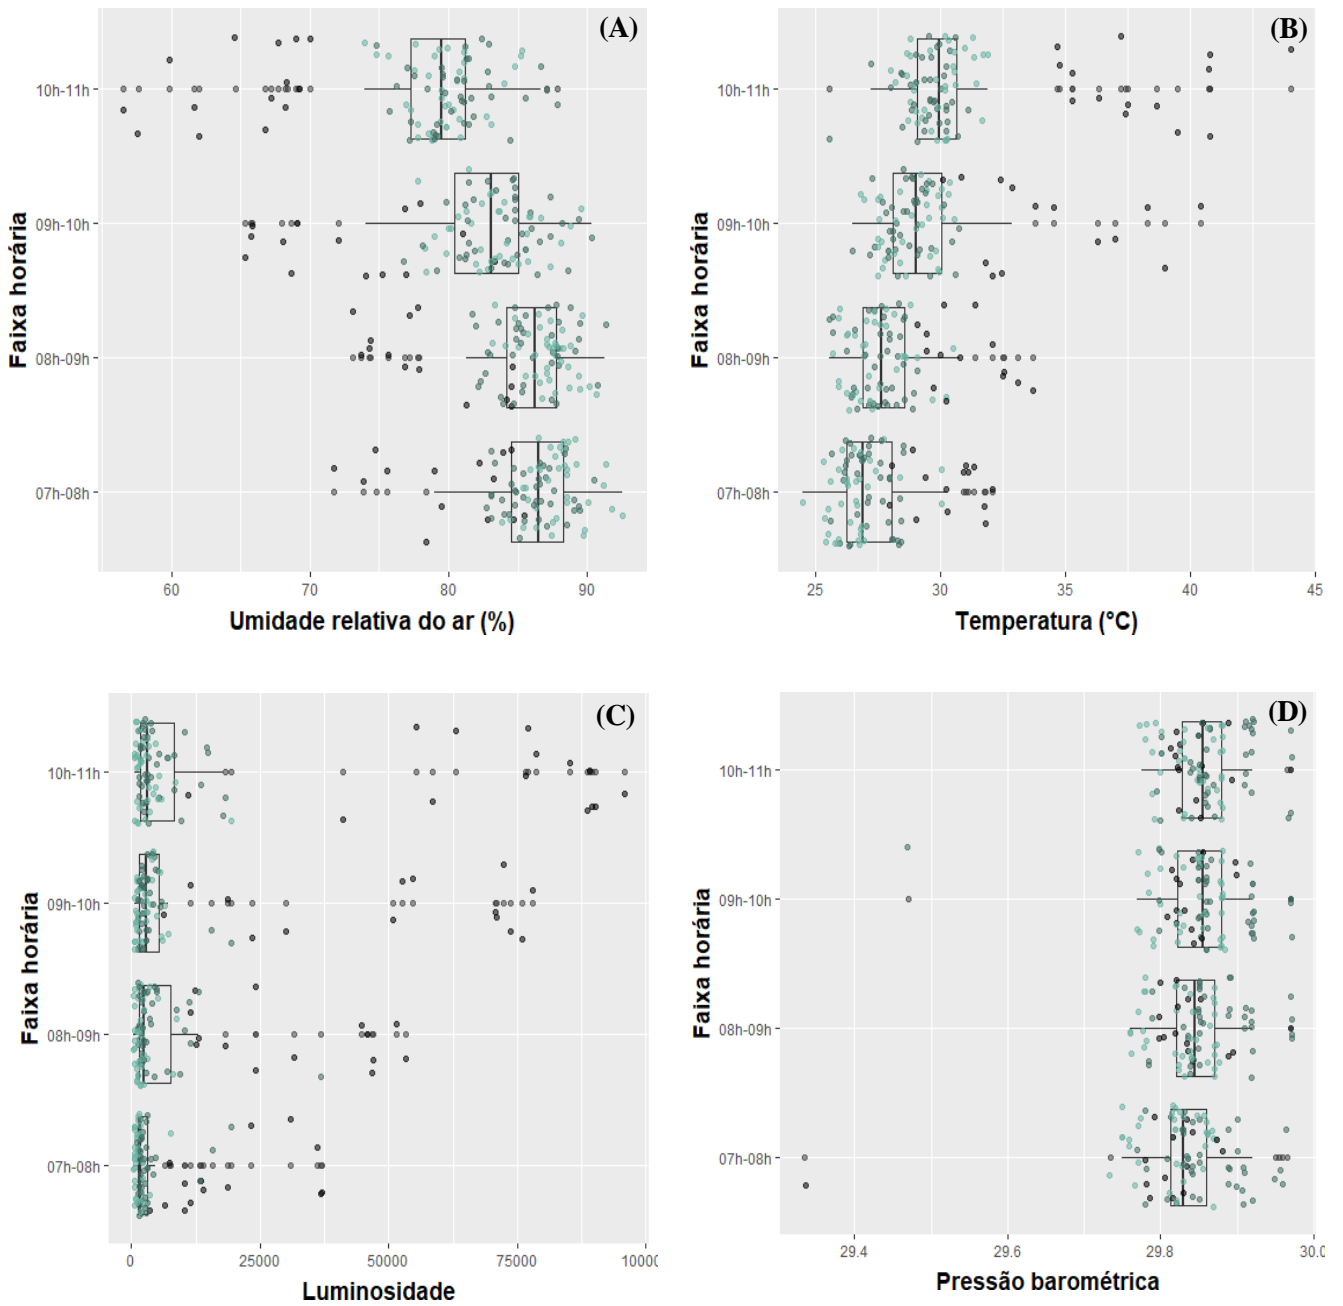 (A)
10h-11h
09h-10h
08h-09h
07h-08h
Faixa horária
60 70 80 90
Umidade relativa do ar (%)
(B)
10h-11h
09h-10h
08h-09h
07h-08h
Faixa horária
25 30 35 40 45
Temperatura (°C)
(C)
10h-11h
09h-10h
08h-09h
07h-08h
Faixa horária
0 25000 50000 75000 10000
Luminosidade
(D)
10h-11h
09h-10h
08h-09h
07h-08h
Faixa horária
29.4 29.6 29.8 30.0
Pressão barométrica